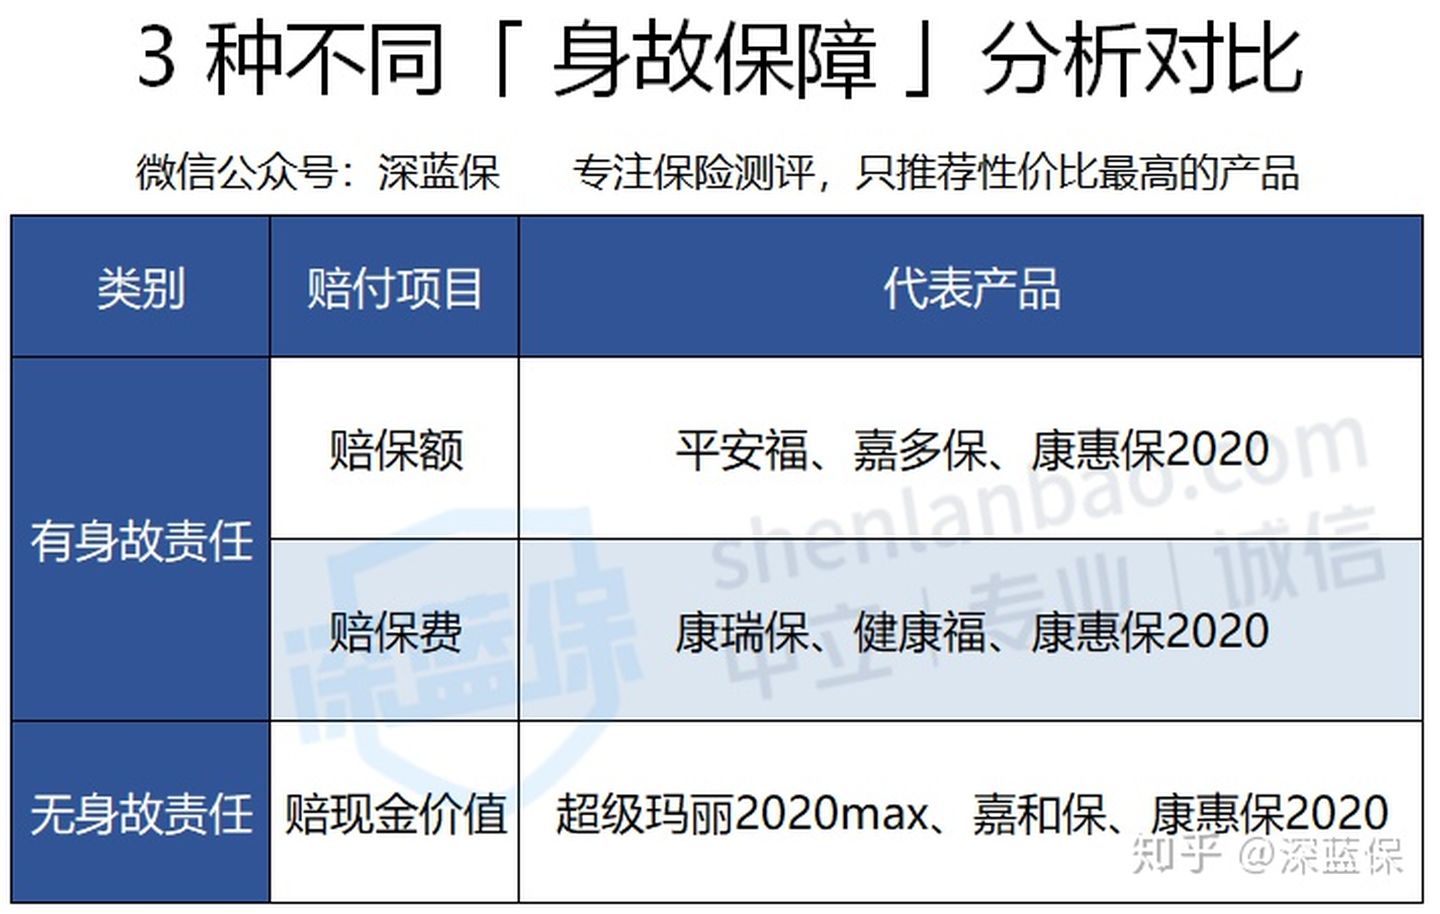 3 种不同「 身故保障 」分析对比
微信公众号：深蓝保 专注保险测评，只推荐性价比最高的产品
类别 赔付项目 代表产品
有身故责任
赔保额 平安福、嘉多保、康惠保2020
赔保费 康瑞保、健康福、康惠保2020
无身故责任 赔现金价值 超级玛丽2020max、嘉和保、康惠保2020
深蓝保
shenlanbao.com
中立｜专业｜诚信
知乎 @深蓝保